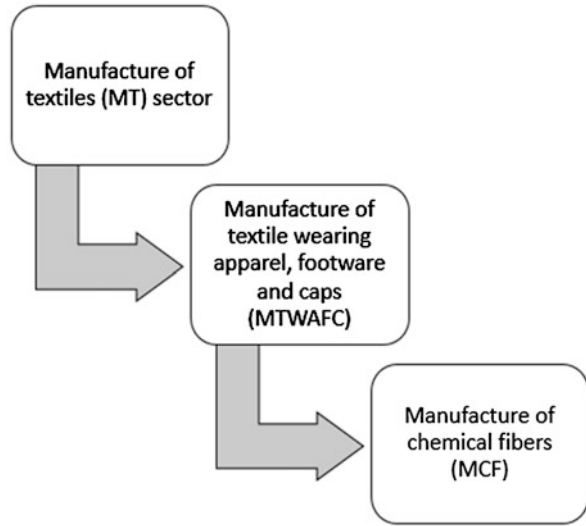 Manufacture of
textiles (MT) sector
Manufacture of
textile wearing
apparel, footware
and caps
(MTWAFC)
Manufacture of
chemical fibers
(MCF)